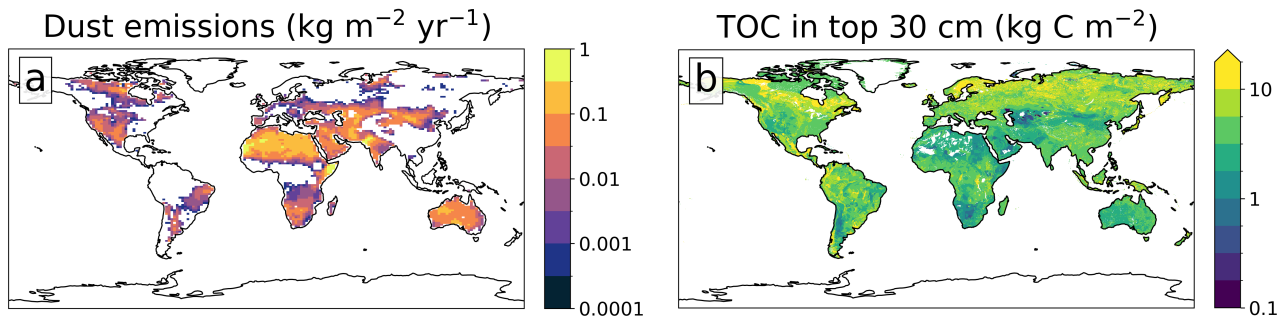 Dust emissions (kg m⁻² yr⁻¹)
a
1
0.1
0.01
0.001
0.0001
TOC in top 30 cm (kg C m⁻²)
b
10
1
0.1